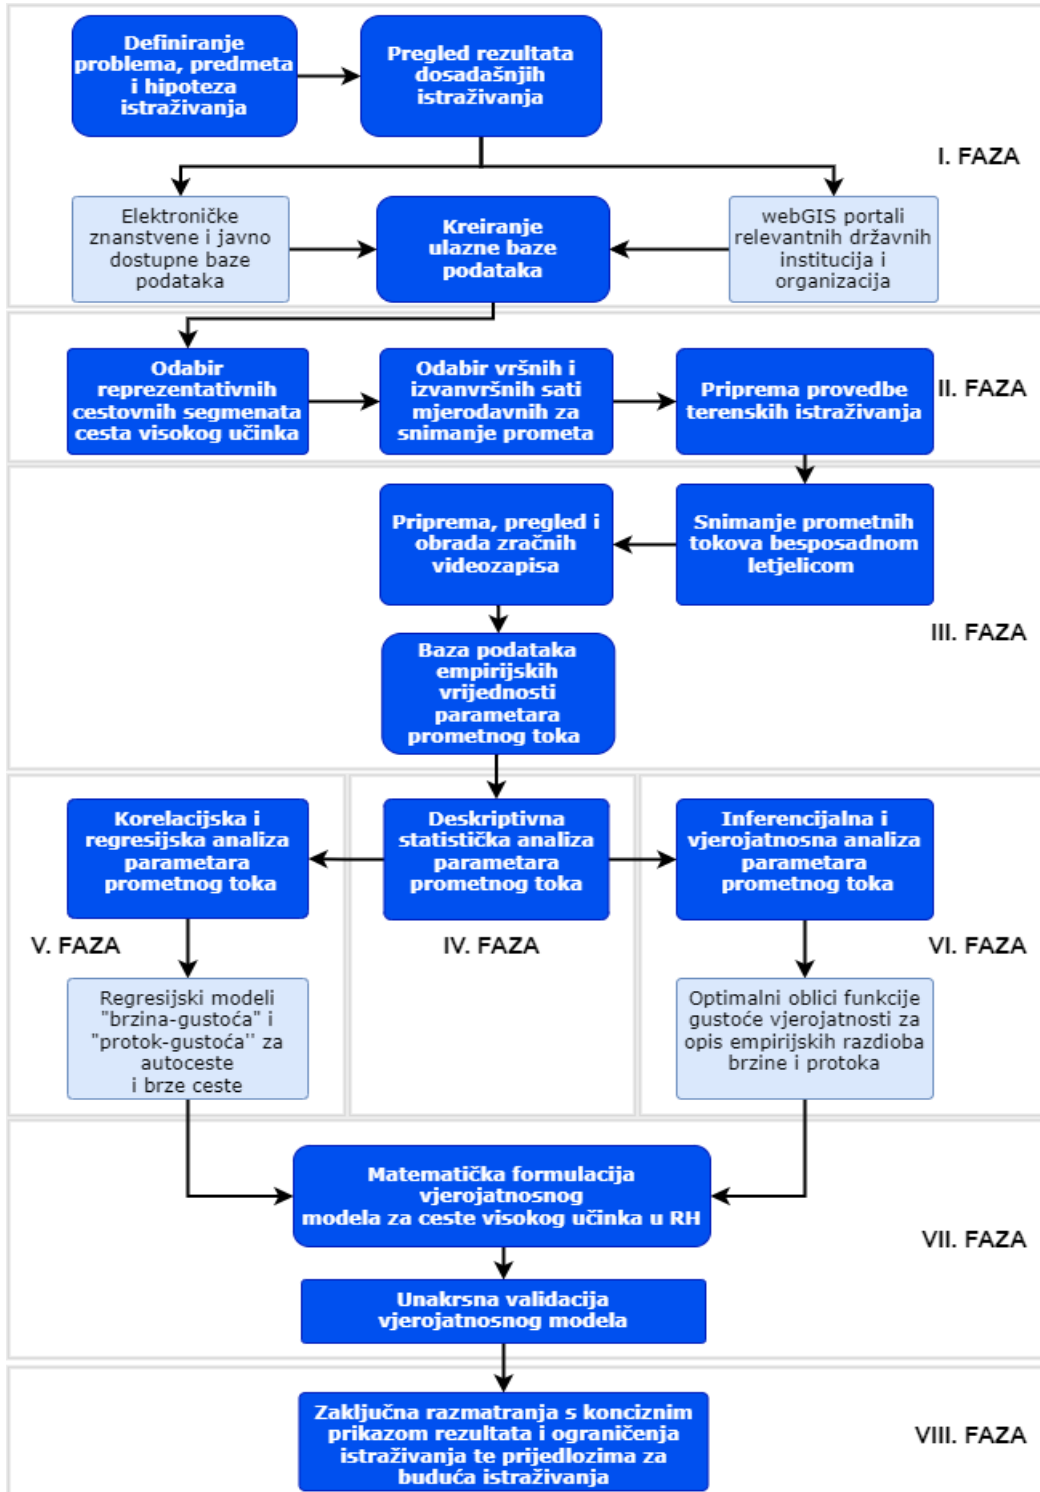 Definiranje
problema, predmeta
i hipoteza
istraživanja
Pregled rezultata
dosadašnjih
istraživanja
I. FAZA
Elektroničke
znanstvene i javno
dostupne baze
podataka
Kreiranje
ulazne baze
podataka
webGIS portali
relevantnih državnih
institucija i
organizacija
Odabir
reprezentativnih
cestovnih segmenata
cesta visokog učinka
Odabir vršnih i
izvanvršnih sati
mjerodavnih za
snimanje prometa
Priprema provedbe
terenskih istraživanja
II. FAZA
Priprema, pregled i
obrada zračnih
videozapisa
Snimanje prometnih
tokova besposadnom
letjelicom
III. FAZA
Baza podataka
empirijskih
vrijednosti
parametara
prometnog toka
Korelacijska i
regresijska analiza
parametara
prometnog toka
Deskriptivna
statistička analiza
parametara
prometnog toka
Inferencijalna i
vjerojatnosna analiza
parametara
prometnog toka
V. FAZA
IV. FAZA
VI. FAZA
Regresijski modeli
"brzina-gustoća" i
"protok-gustoća" za
autoceste
i brze ceste
Optimalni oblici funkcije
gustoće vjerojatnosti za
opis empirijskih razdioba
brzine i protoka
Matematička formulacija
vjerojatnosnog
modela za ceste visokog učinka u RH
VII. FAZA
Unakrsna validacija
vjerojatnosnog modela
Zaključna razmatranja s konciznim
prikazom rezultata i ograničenja
istraživanja te prijedlozima za
buduća istraživanja
VIII. FAZA